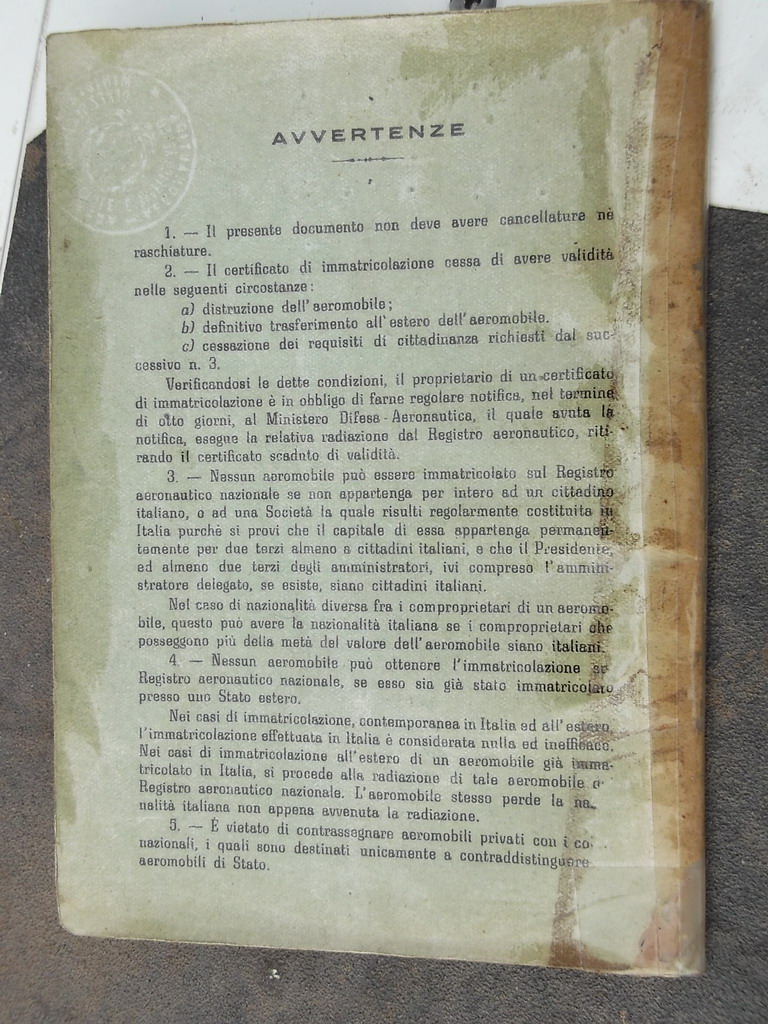 AVVERTENZE
1. — Il presente documento non deve avere cancellature nè
raschiature.
2. — Il certificato di immatricolazione cessa di avere validità
nelle seguenti circostanze:
a) distruzione dell'aeromobile;
b) definitivo trasferimento all'estero dell'aeromobile.
c) cessazione dei requisiti di cittadinanza richiesti dal suc-
cessivo n. 3.
Verificandosi le dette condizioni, il proprietario di un certificato
di immatricolazione è in obbligo di farne regolare notifica, nel termine
di otto giorni, al Ministero Difesa-Aeronautica, il quale avuta la
notifica, esegue la relativa radiazione dal Registro aeronautico, riti-
rando il certificato scaduto di validità.
3. — Nessun aeromobile può essere immatricolato sul Registro
aeronautico nazionale se non appartenga per intero ad un cittadino
italiano, o ad una Società la quale risulti regolarmente costituita in
Italia purchè si provi che il capitale di essa appartenga permanen-
temente per due terzi almeno a cittadini italiani, e che il Presidente,
ed almeno due terzi degli amministratori, ivi compreso l'ammini-
stratore delegato, se esiste, siano cittadini italiani.
Nel caso di nazionalità diversa fra i comproprietari di un aeromo-
bile, questo può avere la nazionalità italiana se i comproprietari che
posseggono più della metà del valore dell'aeromobile siano italiani.
4. — Nessun aeromobile può ottenere l'immatricolazione
Registro aeronautico nazionale, se esso sia già stato immatricolato
presso uno Stato estero.
Nei casi di immatricolazione, contemporanea in Italia ed all'estero,
l'immatricolazione effettuata in Italia è considerata nulla ed inefficace.
Nei casi di immatricolazione all'estero di un aeromobile già imma-
tricolato in Italia, si procede alla radiazione di tale aeromobile
Registro aeronautico nazionale. L'aeromobile stesso perde la na-
nalità italiana non appena avvenuta la radiazione.
5. — È vietato di contrassegnare aeromobili privati con i co
nazionali, i quali sono destinati unicamente a contraddistinguere
aeromobili di Stato.